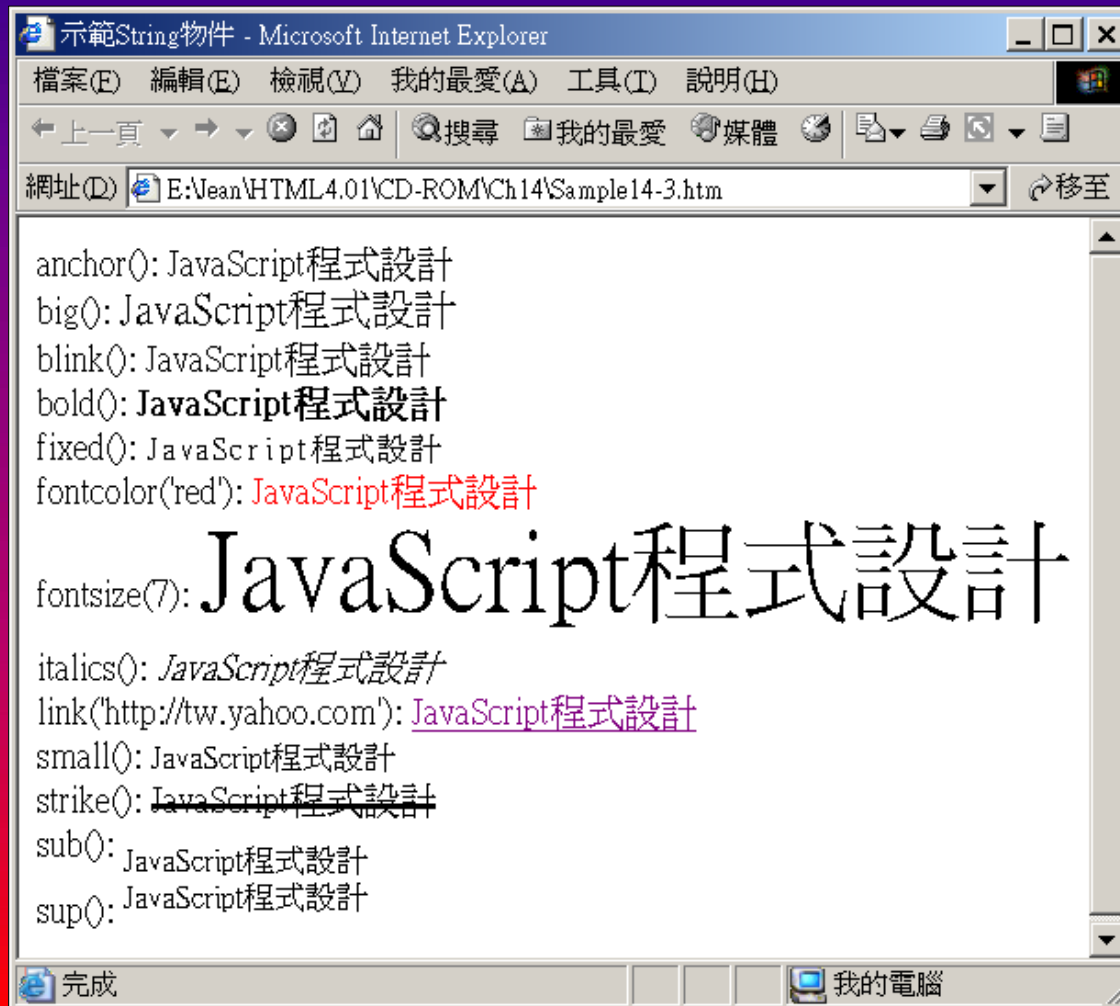 示範String物件 - Microsoft Internet Explorer
檔案(F) 編輯(E) 檢視(V) 我的最愛(A) 工具(T) 說明(H)
上一頁 搜尋 我的最愛 媒體
網址(D) E:\Jean\HTML4.01\CD-ROM\Ch14\Sample14-3.htm 移至
anchor(): JavaScript程式設計
big(): JavaScript程式設計
blink(): JavaScript程式設計
bold(): JavaScript程式設計
fixed(): JavaScript程式設計
fontcolor('red'): JavaScript程式設計
fontsize(7): JavaScript程式設計
italics(): JavaScript程式設計
link('http://tw.yahoo.com'): JavaScript程式設計
small(): JavaScript程式設計
strike(): JavaScript程式設計
sub(): JavaScript程式設計
sup(): JavaScript程式設計
完成 我的電腦